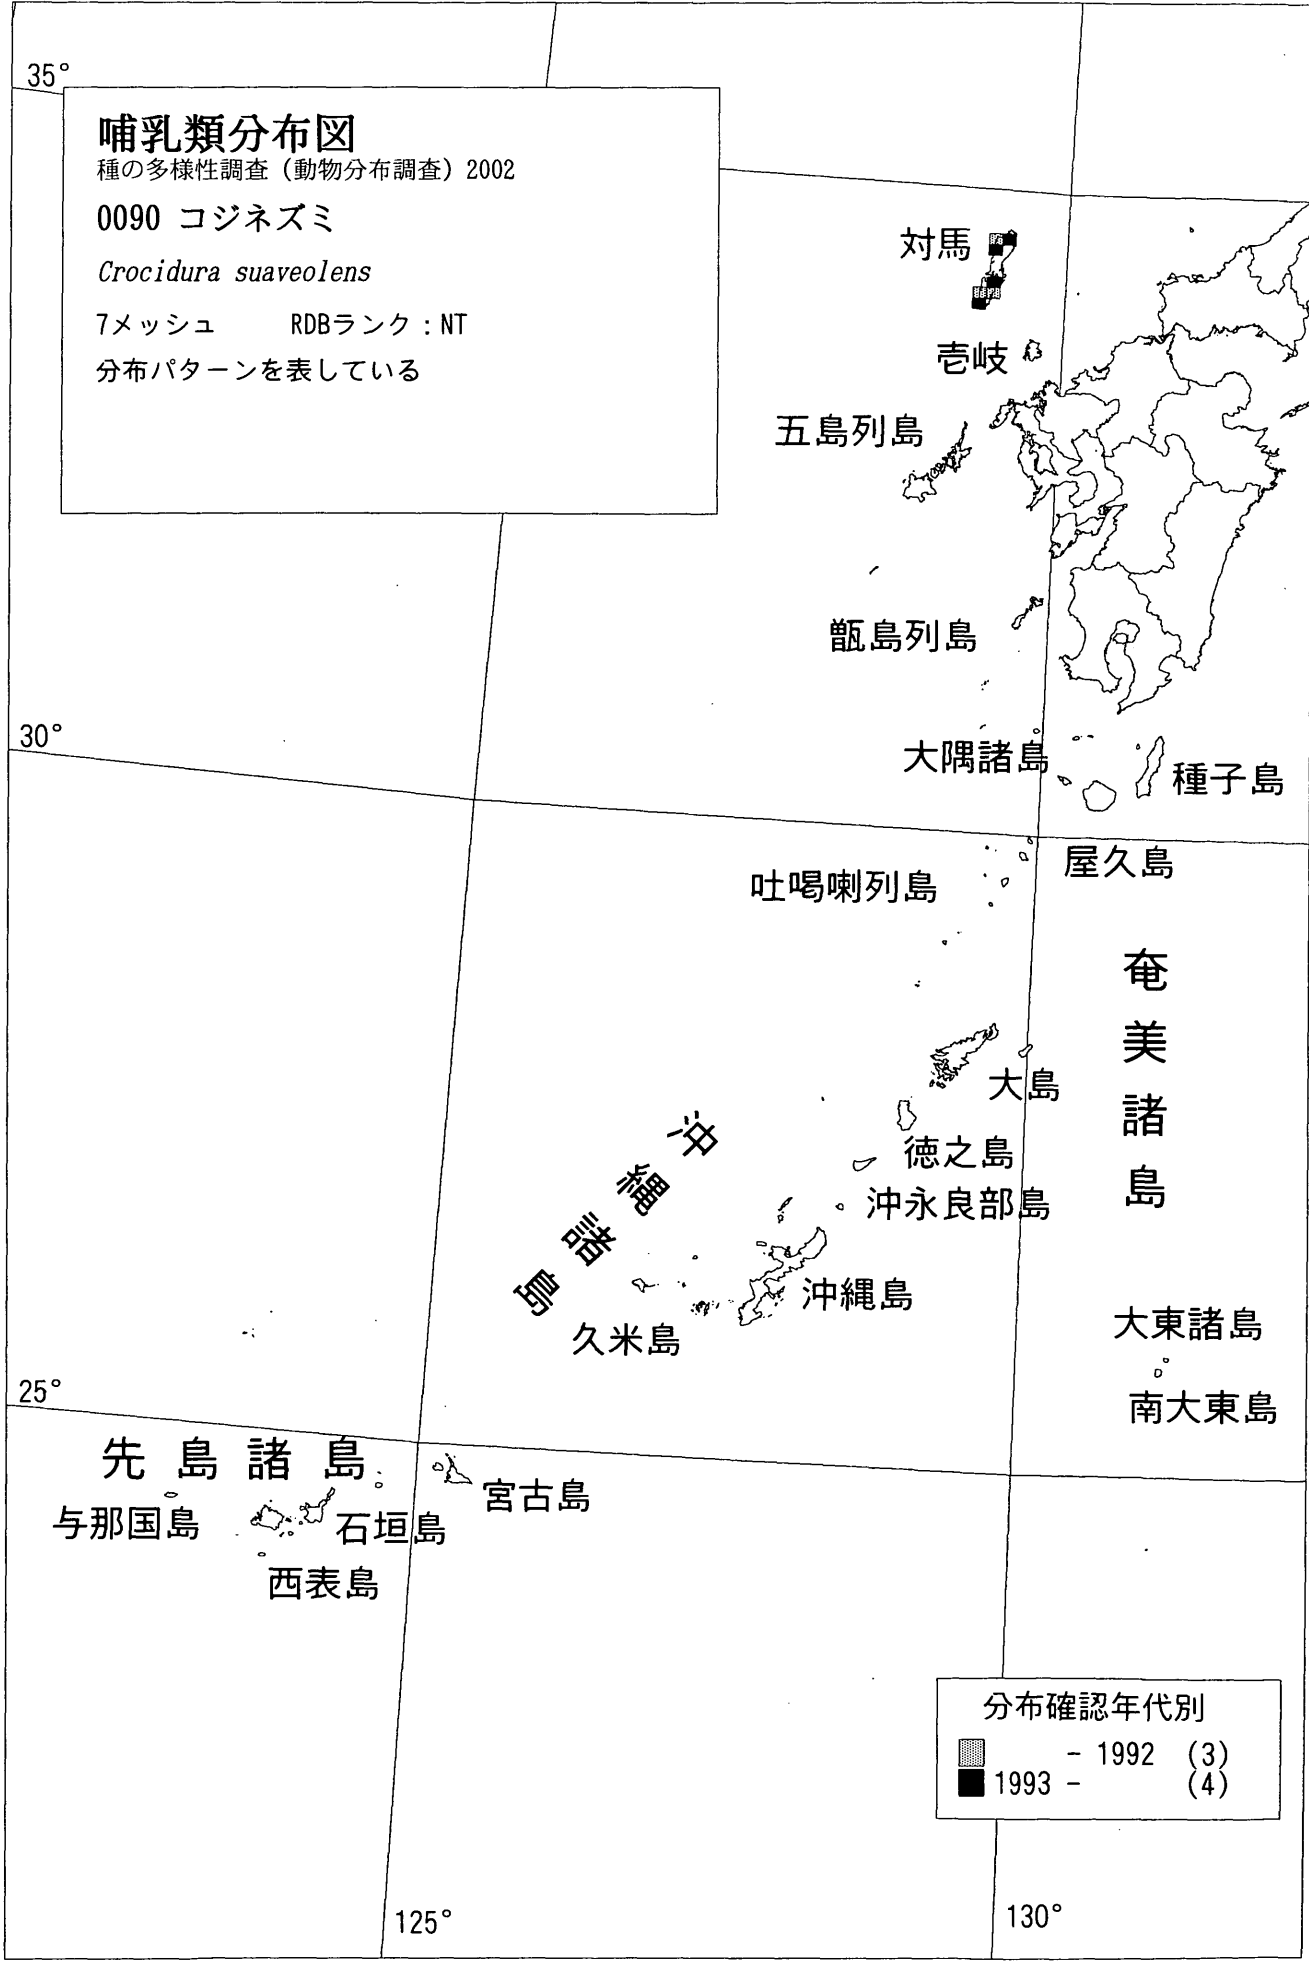 35°
哺乳類分布図
種の多様性調査（動物分布調査）2002
0090 コジネズミ
Crocidura suaveolens
7メッシュ RDBランク：NT
分布パターンを表している
対馬
壱岐
五島列島
甑島列島
30°
大隅諸島
種子島
屋久島
吐噶喇列島
奄美諸島
大島
徳之島
沖永良部島
沖縄諸島
沖縄島
久米島
大東諸島
南大東島
25°
先島諸島
宮古島
与那国島
石垣島
西表島
分布確認年代別
- 1992 (3)
1993 - (4)
125°
130°